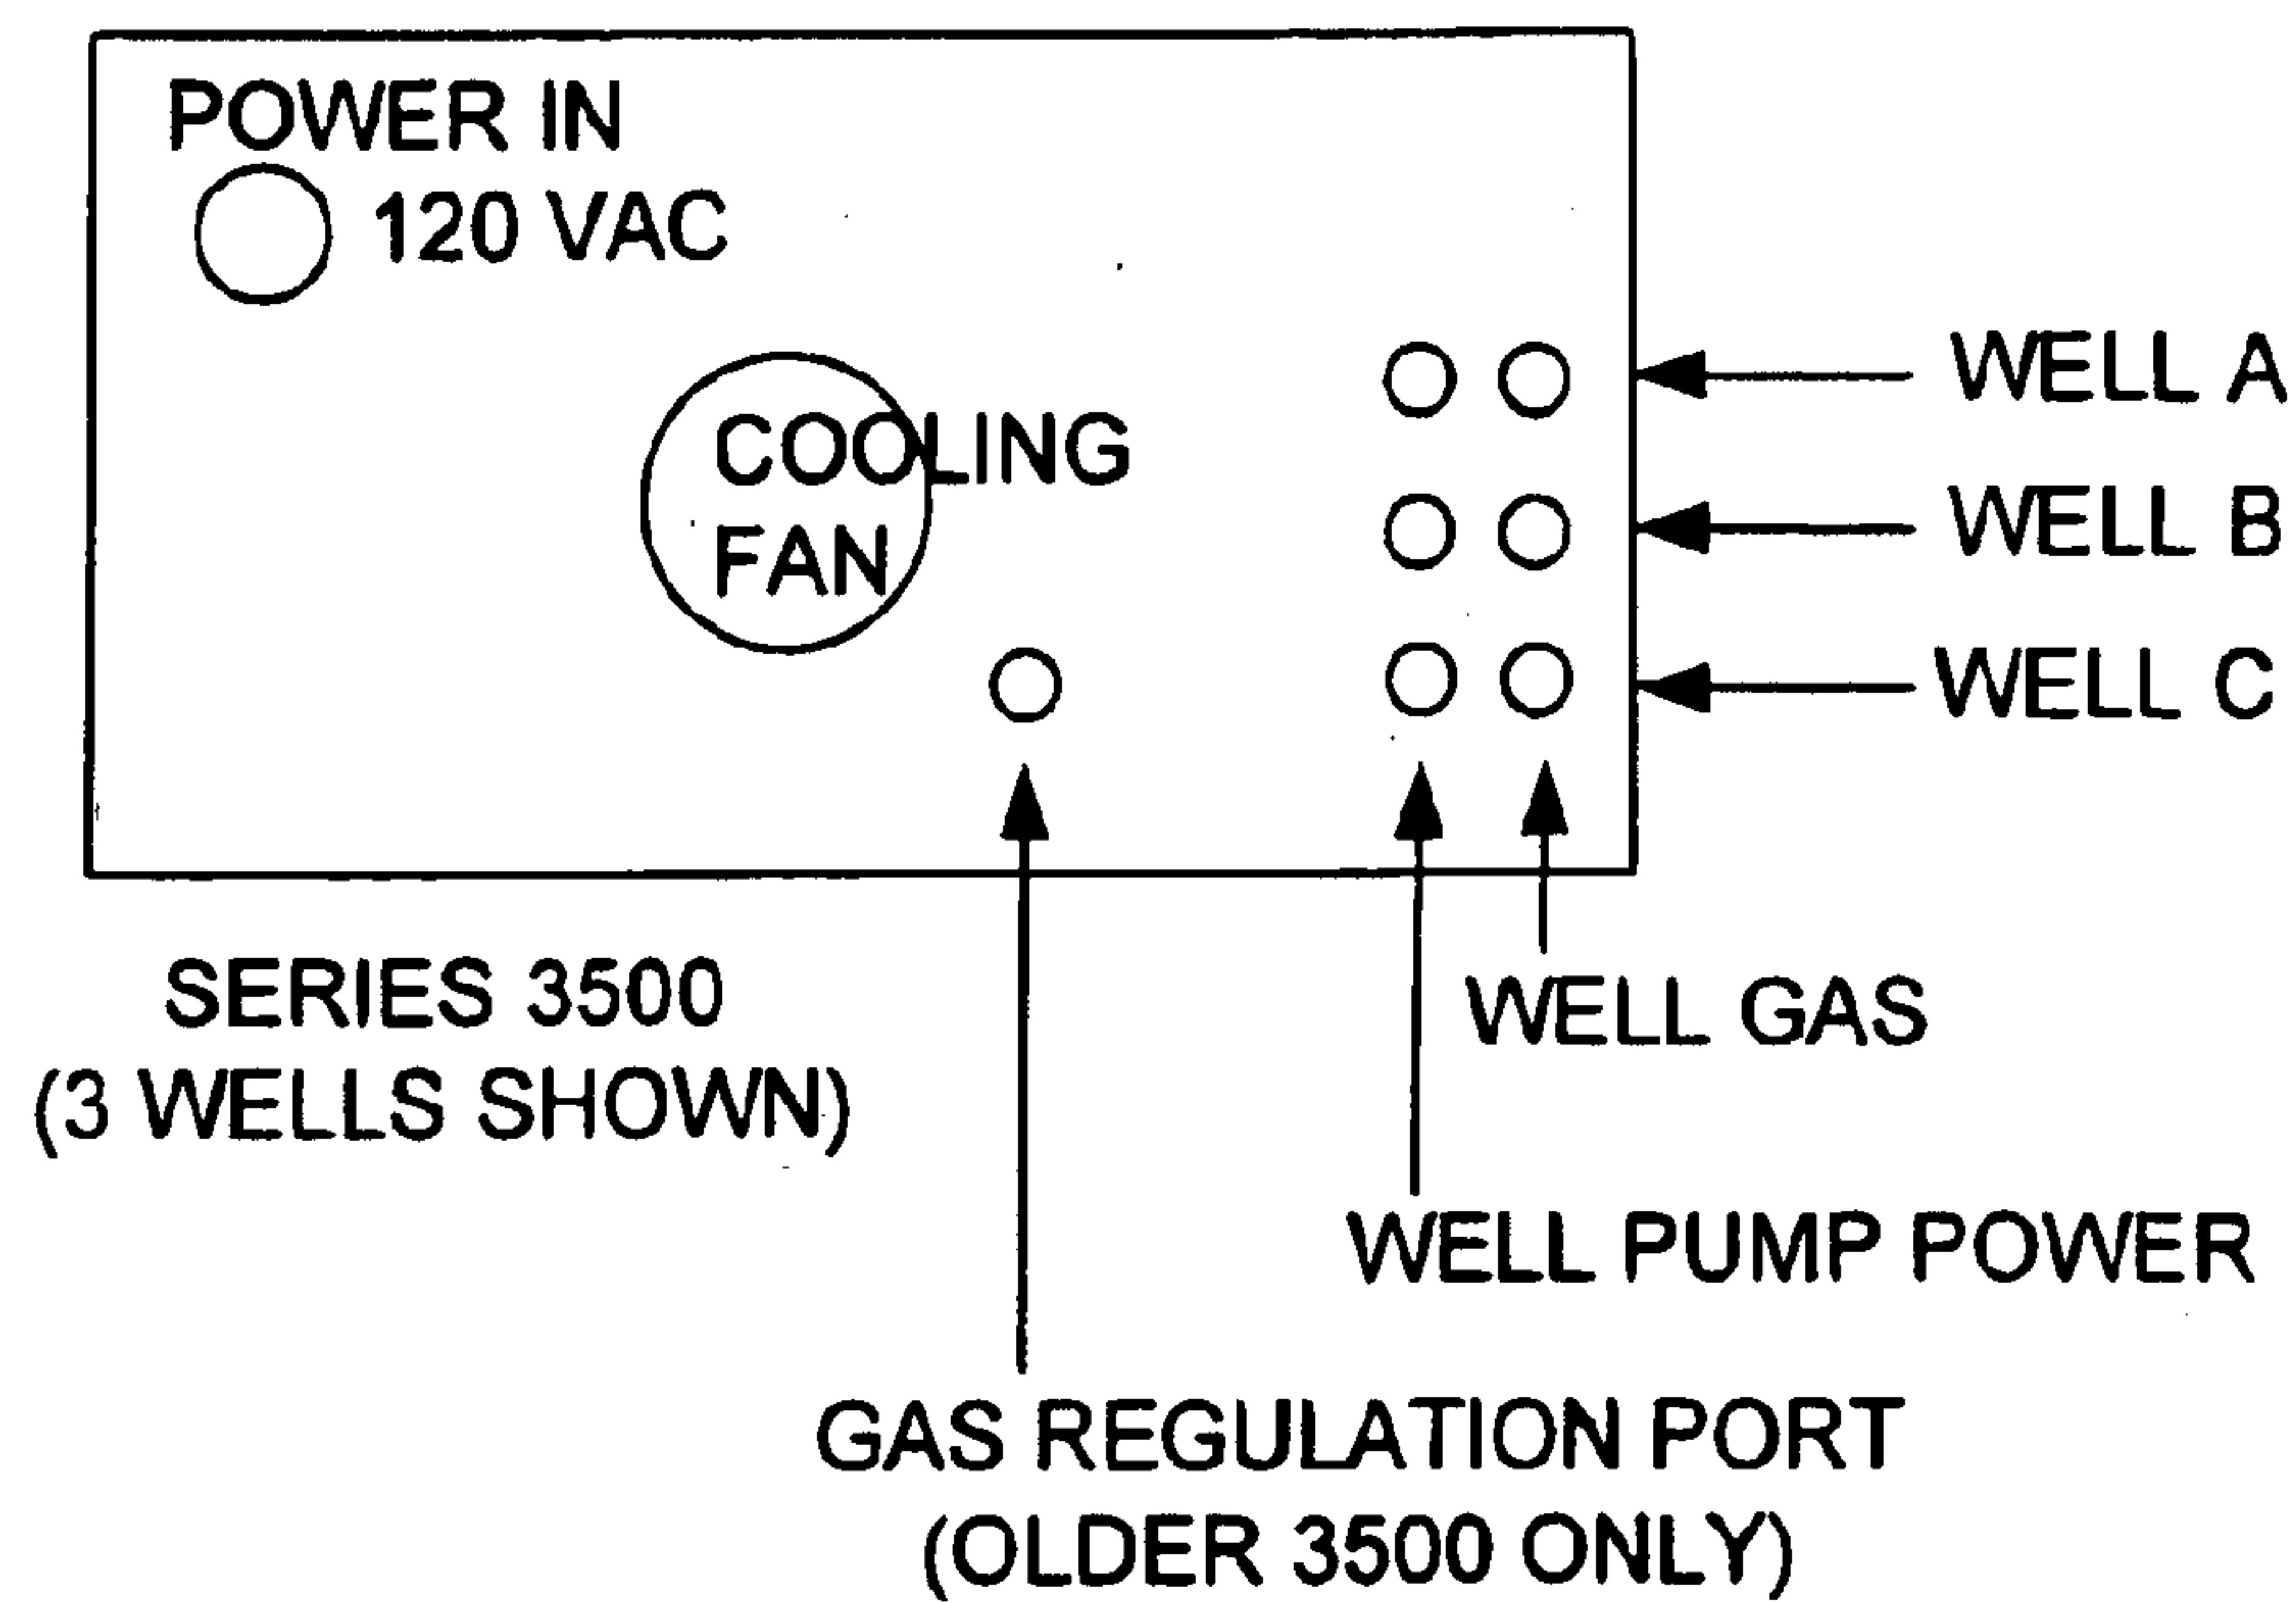 POWER IN
120 VAC
COOLING
FAN
WELL A
WELL B
WELL C
SERIES 3500
(3 WELLS SHOWN)
WELL GAS
WELL PUMP POWER
GAS REGULATION PORT
(OLDER 3500 ONLY)